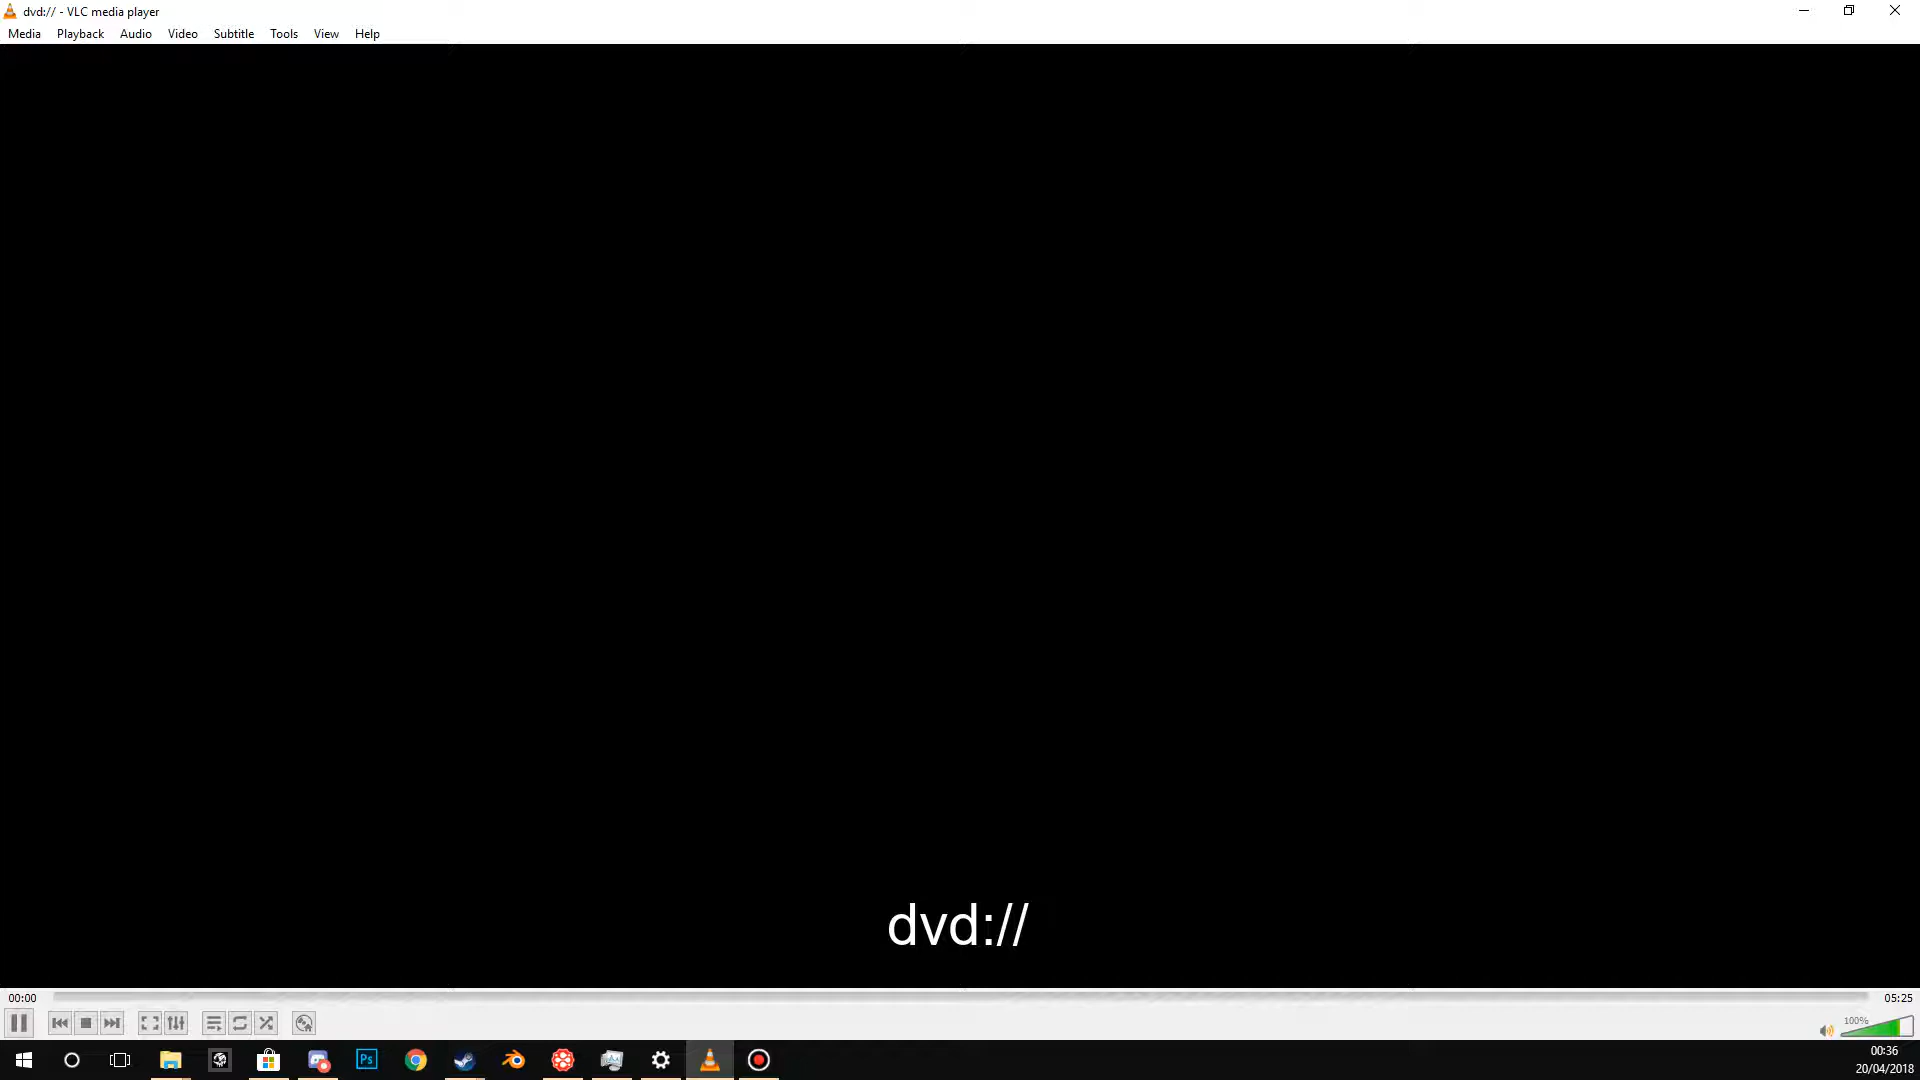 dvd:// - VLC media player
Media Playback Audio Video Subtitle Tools View Help
dvd://
00:00
05:25
100%
Ps
00:36
20/04/2018